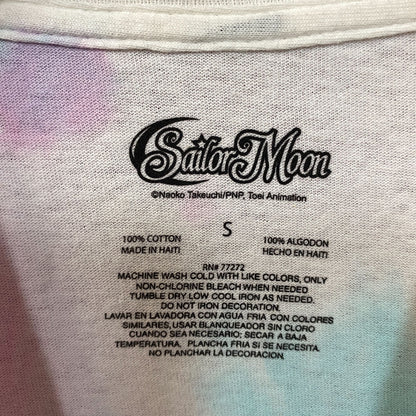 Sailor Moon
©Naoko Takeuchi/PNP, Toei Animation
S
100% COTTON
MADE IN HAITI
100% ALGODON
HECHO EN HAITI
RN# 77272
MACHINE WASH COLD WITH LIKE COLORS, ONLY
NON-CHLORINE BLEACH WHEN NEEDED
TUMBLE DRY LOW COOL IRON AS NEEDED.
DO NOT IRON DECORATION.
LAVAR EN LAVADORA CON AGUA FRIA CON COLORES
SIMILARES, USAR BLANQUEADOR SIN CLORO
CUANDO SEA NECESARIO; SECAR A BAJA
TEMPERATURA, PLANCHA FRIA SI SE NECESITA.
NO PLANCHAR LA DECORACION.